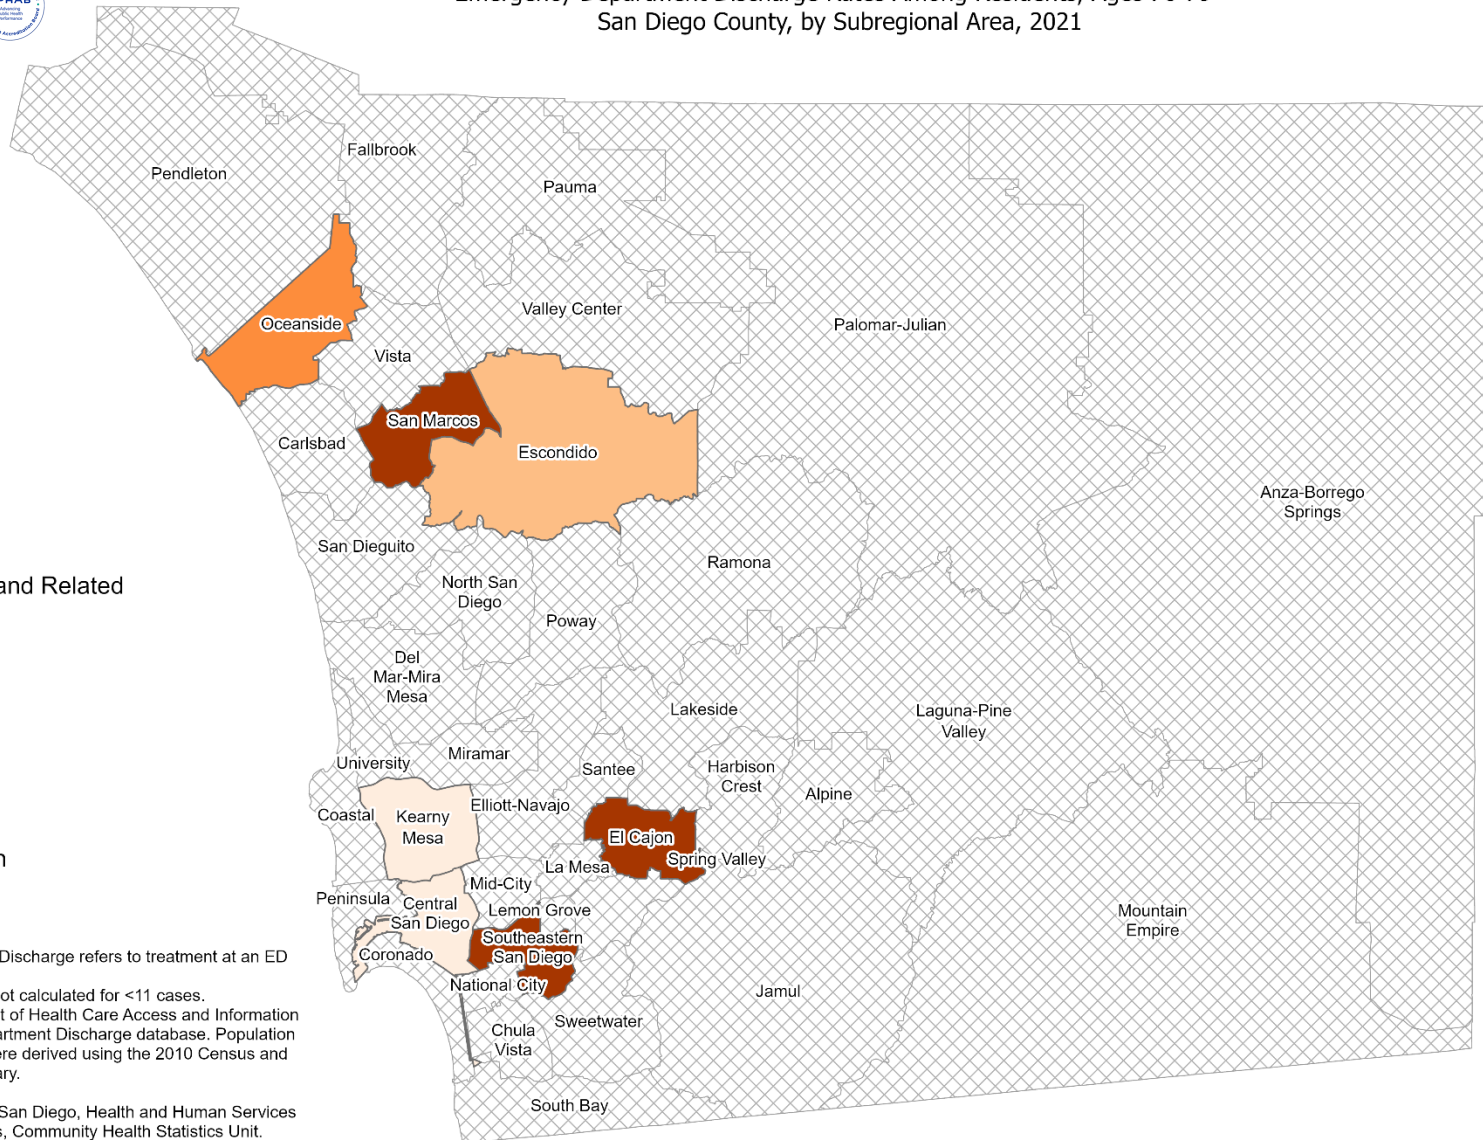 San Diego County, by Subregional Area, 2021
Fallbrook
Pendleton
Pauma
Valley Center
Oceanside
Palomar-Julian
Vista
San Marcos
Carlsbad
Escondido
Anza-Borrego
Springs
San Dieguito
Ramona
and Related
North San
Diego
Poway
Del
Mar-Mira
Mesa
Lakeside
Laguna-Pine
Valley
Miramar
University
Santee
Harbison
Crest
Alpine
Elliott-Navajo
Coastal
Kearny
Mesa
El Cajon
Spring Valley
La Mesa
Mid-City
Peninsula
Central
San Diego
Lemon Grove
Mountain
Empire
Southeastern
San Diego
Coronado
National City
Jamul
Sweetwater
Chula
Vista
South Bay
n
Discharge refers to treatment at an ED
ot calculated for <11 cases.
t of Health Care Access and Information
artment Discharge database. Population
ere derived using the 2010 Census and
ary.
San Diego, Health and Human Services
s, Community Health Statistics Unit.